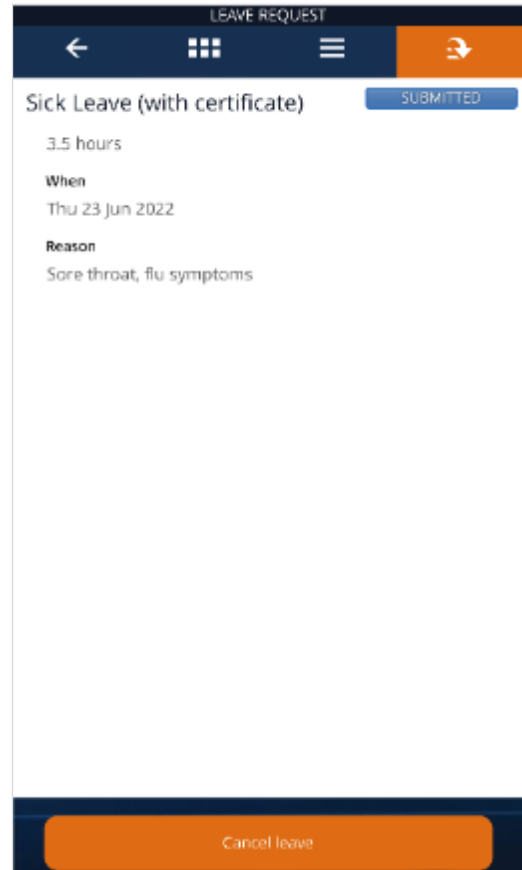 LEAVE REQUEST
Sick Leave (with certificate)
SUBMITTED
3.5 hours
When
Thu 23 Jun 2022
Reason
Sore throat, flu symptoms
Cancel leave